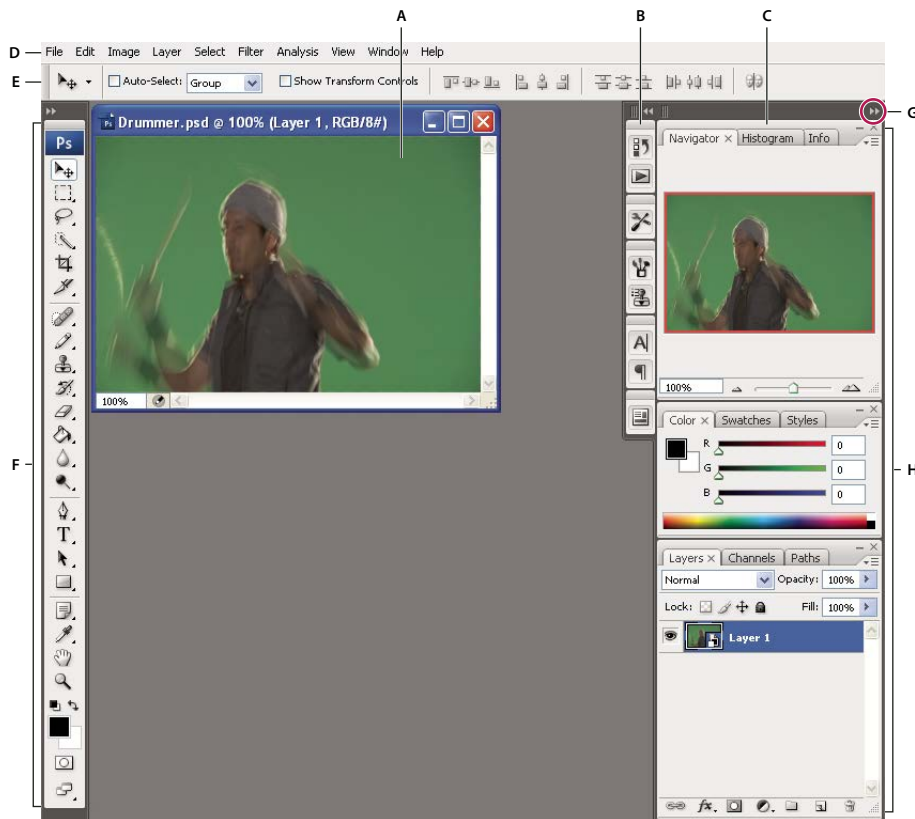 A B C
D File Edit Image Layer Select Filter Analysis View Window Help
E Auto-Select: Group Show Transform Controls
G
Drummer.psd @ 100% (Layer 1, RGB/8#)
Ps
Navigator × Histogram Info
A
100%
100%
Color × Swatches Styles
R 0
F
G 0
H
B 0
T
Layers × Channels Paths
Normal Opacity: 100%
Lock: Fill: 100%
Layer 1
fx